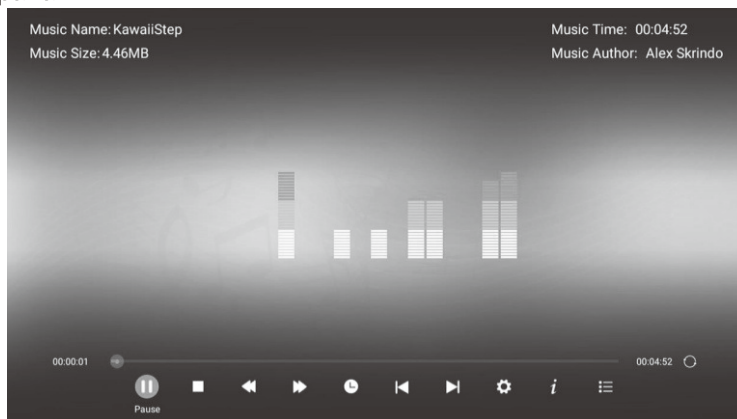 Music Name: KawaiiStep
Music Size: 4.46MB
Music Time: 00:04:52
Music Author: Alex Skrindo
00:00:01
00:04:52
Pause